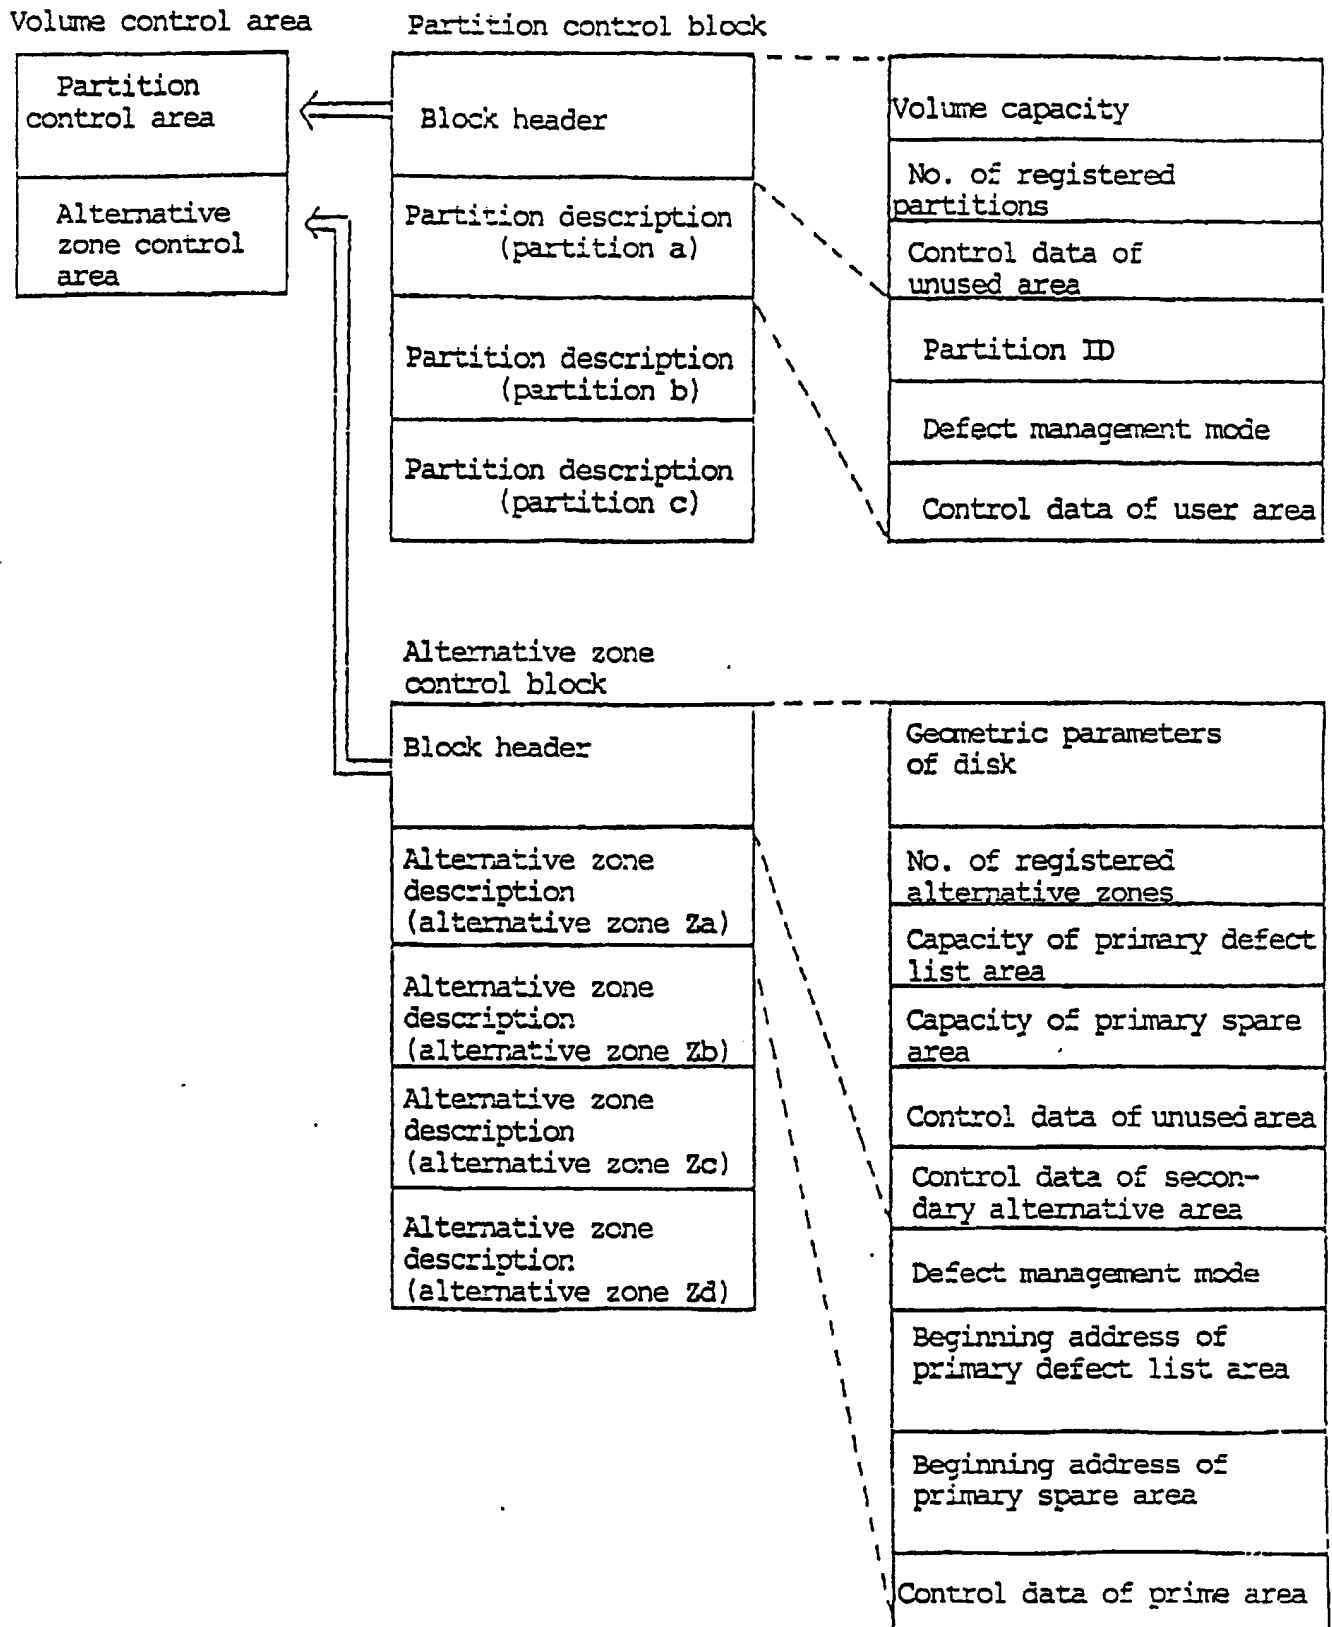 Volume control area
Partition
control area
Alternative
zone control
area
Partition control block
Block header
Partition description
(partition a)
Partition description
(partition b)
Partition description
(partition c)
Volume capacity
No. of registered
partitions
Control data of
unused area
Partition ID
Defect management mode
Control data of user area
Alternative zone
control block
Block header
Alternative zone
description
(alternative zone Za)
Alternative zone
description
(alternative zone Zb)
Alternative zone
description
(alternative zone Zc)
Alternative zone
description
(alternative zone Zd)
Geometric parameters
of disk
No. of registered
alternative zones
Capacity of primary defect
list area
Capacity of primary spare
area
Control data of unused area
Control data of secon-
dary alternative area
Defect management mode
Beginning address of
primary defect list area
Beginning address of
primary spare area
Control data of prime area